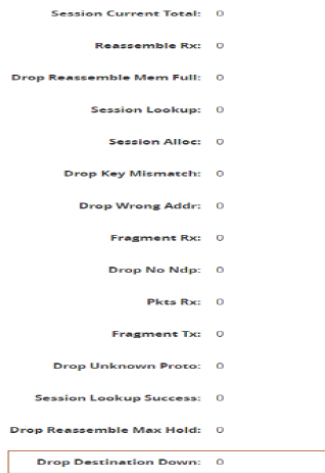 Session Current Total: 0
Reassemble Rx: 0
Drop Reassemble Mem Full: 0
Session Lookup: 0
Session Alloc: 0
Drop Key Mismatch: 0
Drop Wrong Addr: 0
Fragment Rx: 0
Drop No Ndp: 0
Pkts Rx: 0
Fragment Tx: 0
Drop Unknown Proto: 0
Session Lookup Success: 0
Drop Reassemble Max Hold: 0
Drop Destination Down: 0